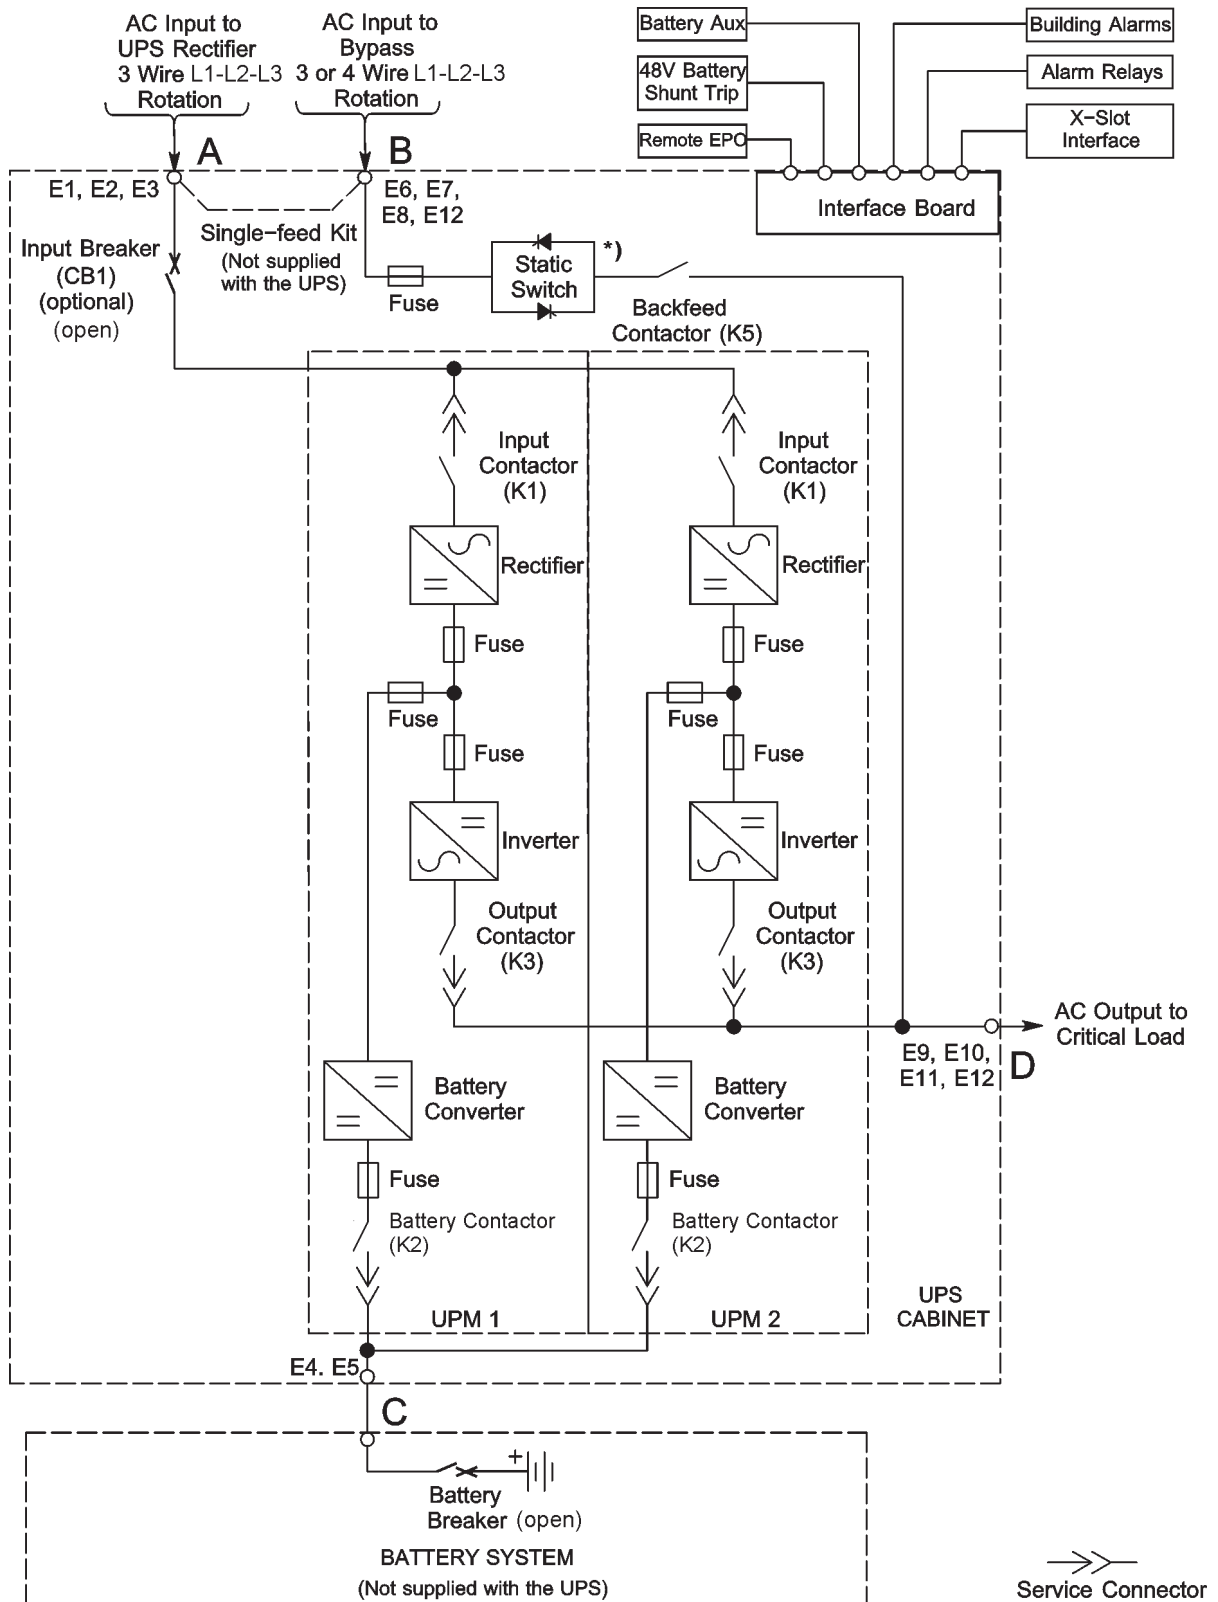 AC Input to
UPS Rectifier
3 Wire L1-L2-L3
Rotation
AC Input to
Bypass
3 or 4 Wire L1-L2-L3
Rotation
Battery Aux
48V Battery
Shunt Trip
Remote EPO
Building Alarms
Alarm Relays
X-Slot
Interface
A
B
E1, E2, E3
E6, E7,
E8, E12
Interface Board
Single-feed Kit
(Not supplied
with the UPS)
Input Breaker
(CB1)
(optional)
(open)
Fuse
Static
Switch
*)
Backfeed
Contactor (K5)
Input
Contactor
(K1)
Input
Contactor
(K1)
Rectifier
Rectifier
Fuse
Fuse
Fuse
Fuse
Fuse
Fuse
Inverter
Inverter
Output
Contactor
(K3)
Output
Contactor
(K3)
AC Output to
Critical Load
E9, E10,
E11, E12
D
Battery
Converter
Battery
Converter
Fuse
Fuse
Battery Contactor
(K2)
Battery Contactor
(K2)
UPM 1
UPM 2
UPS
CABINET
E4. E5
C
+
Battery
Breaker (open)
BATTERY SYSTEM
(Not supplied with the UPS)
Service Connector